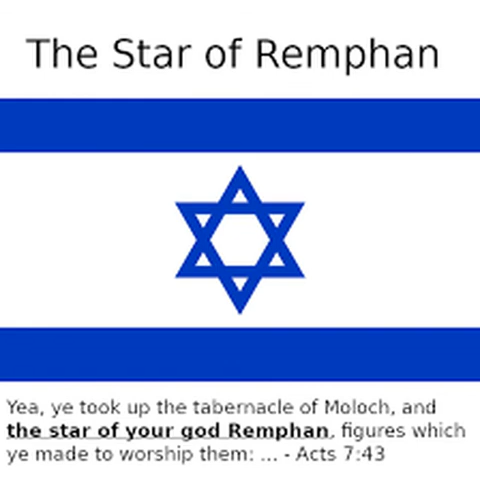 The Star of Remphan
Yea, ye took up the tabernacle of Moloch, and
the star of your god Remphan, figures which
ye made to worship them: ... - Acts 7:43